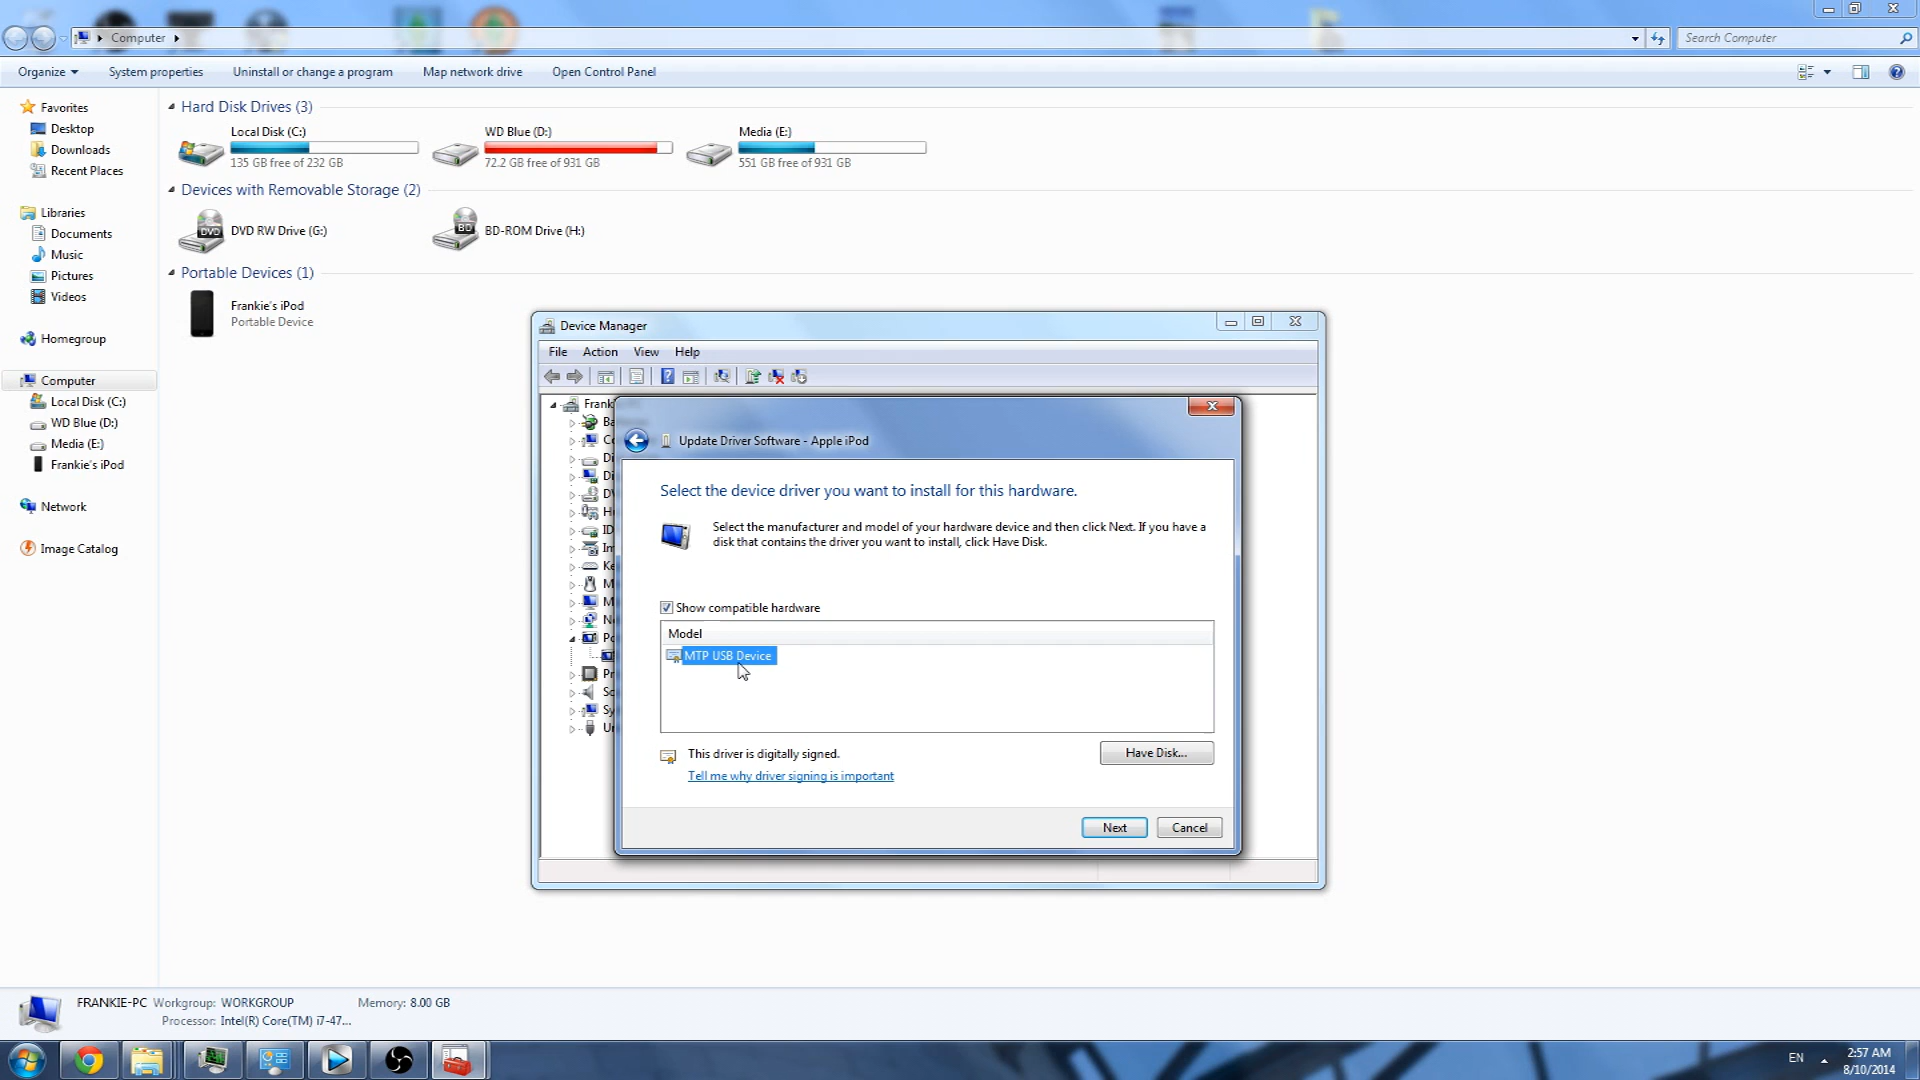 Computer
Search Computer
Organize
System properties
Uninstall or change a program
Map network drive
Open Control Panel
Favorites
Desktop
Downloads
Recent Places
Libraries
Documents
Music
Pictures
Videos
Homegroup
Computer
Local Disk (C:)
WD Blue (D:)
Media (E:)
Frankie's iPod
Network
Image Catalog
Hard Disk Drives (3)
Local Disk (C:)
135 GB free of 232 GB
WD Blue (D:)
72.2 GB free of 931 GB
Media (E:)
551 GB free of 931 GB
Devices with Removable Storage (2)
DVD
DVD RW Drive (G:)
BD
BD-ROM Drive (H:)
Portable Devices (1)
Frankie's iPod
Portable Device
Device Manager
File Action View Help
Update Driver Software - Apple iPod
Select the device driver you want to install for this hardware.
Select the manufacturer and model of your hardware device and then click Next. If you have a
disk that contains the driver you want to install, click Have Disk.
Show compatible hardware
Model
MTP USB Device
This driver is digitally signed.
Have Disk...
Tell me why driver signing is important
Next
Cancel
FRANKIE-PC Workgroup: WORKGROUP Memory: 8.00 GB
Processor: Intel(R) Core(TM) i7-47...
EN
2:57 AM
8/10/2014